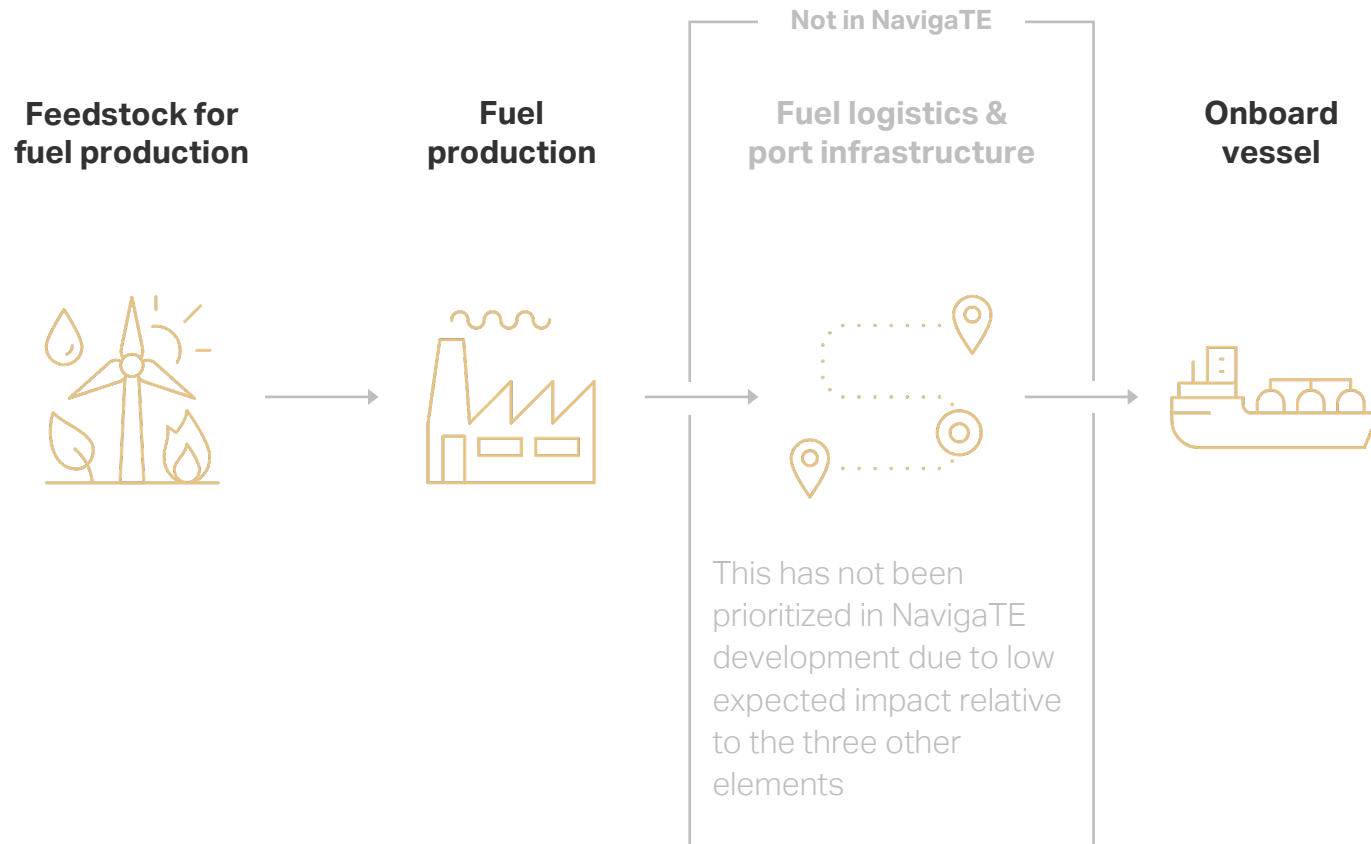 Not in NavigaTE
Feedstock for
fuel production
Fuel
production
Fuel logistics &
port infrastructure
Onboard
vessel
This has not been
prioritized in NavigaTE
development due to low
expected impact relative
to the three other
elements